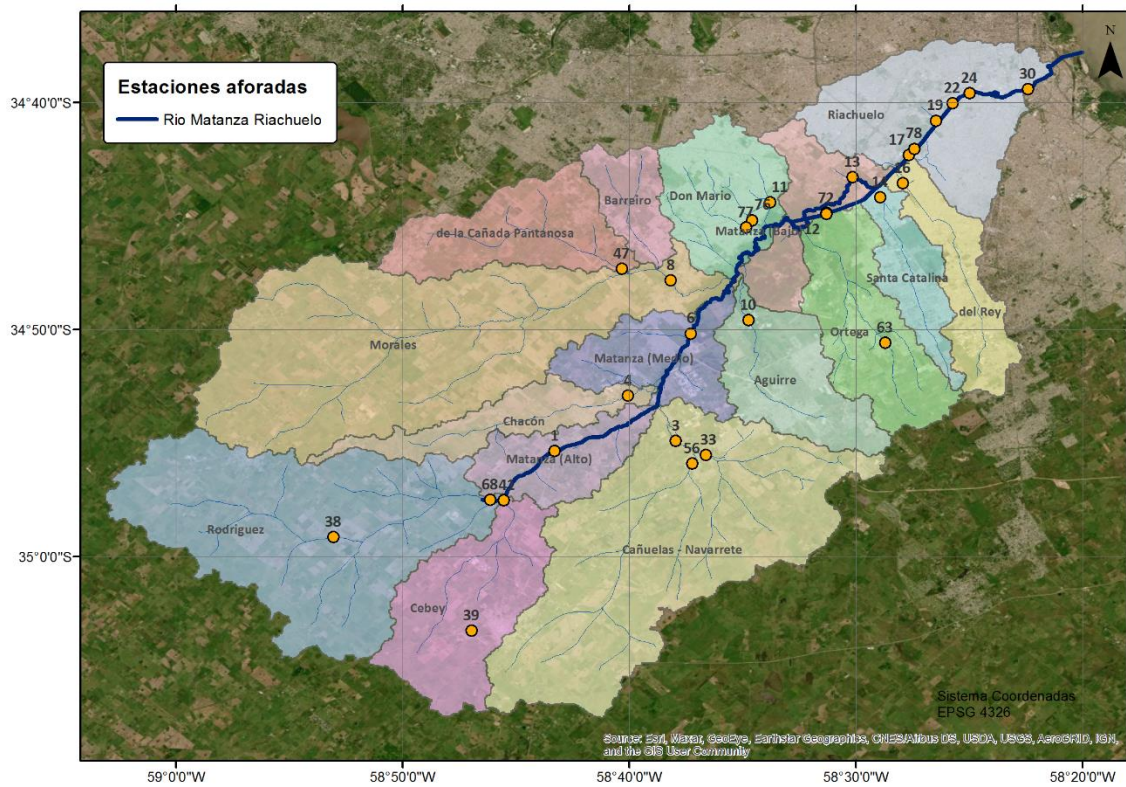 Estaciones aforadas
Rio Matanza Riachuelo
N
34°40'0"S
34°50'0"S
35°0'0"S
30
24
22
19
Riachuelo
78
17
13
16
11
Don Mario
Barreiro
76
72
77
Matanza (Bajo)
12
de la Cañada Pantanosa
47
8
Santa Catalina
del Rey
10
6
Ortega
63
Morales
Matanza (Medio)
Aguirre
4
Chacón
3
33
1
56
Matanza (Alto)
68
38
Rodriguez
Cañuelas - Navarrete
Cebey
39
Sistema Coordenadas
EPSG 4326
Source: Esri, Maxar, GeoEye, Earthstar Geographics, CNES/Airbus DS, USDA, USGS, AeroGRID, IGN,
and the GIS User Community
59°0'0"W
58°50'0"W
58°40'0"W
58°30'0"W
58°20'0"W